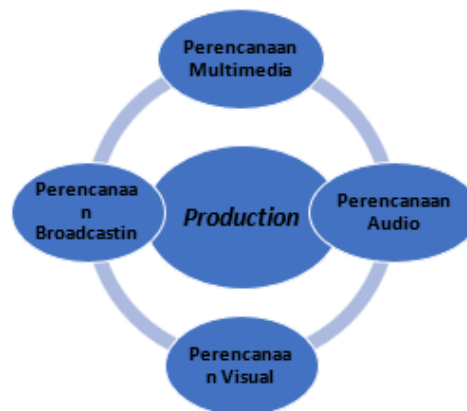 Perencanaan
Multimedia
Perencanaa
n
Broadcastin
Production
Perencanaan
Audio
Perencanaa
n Visual